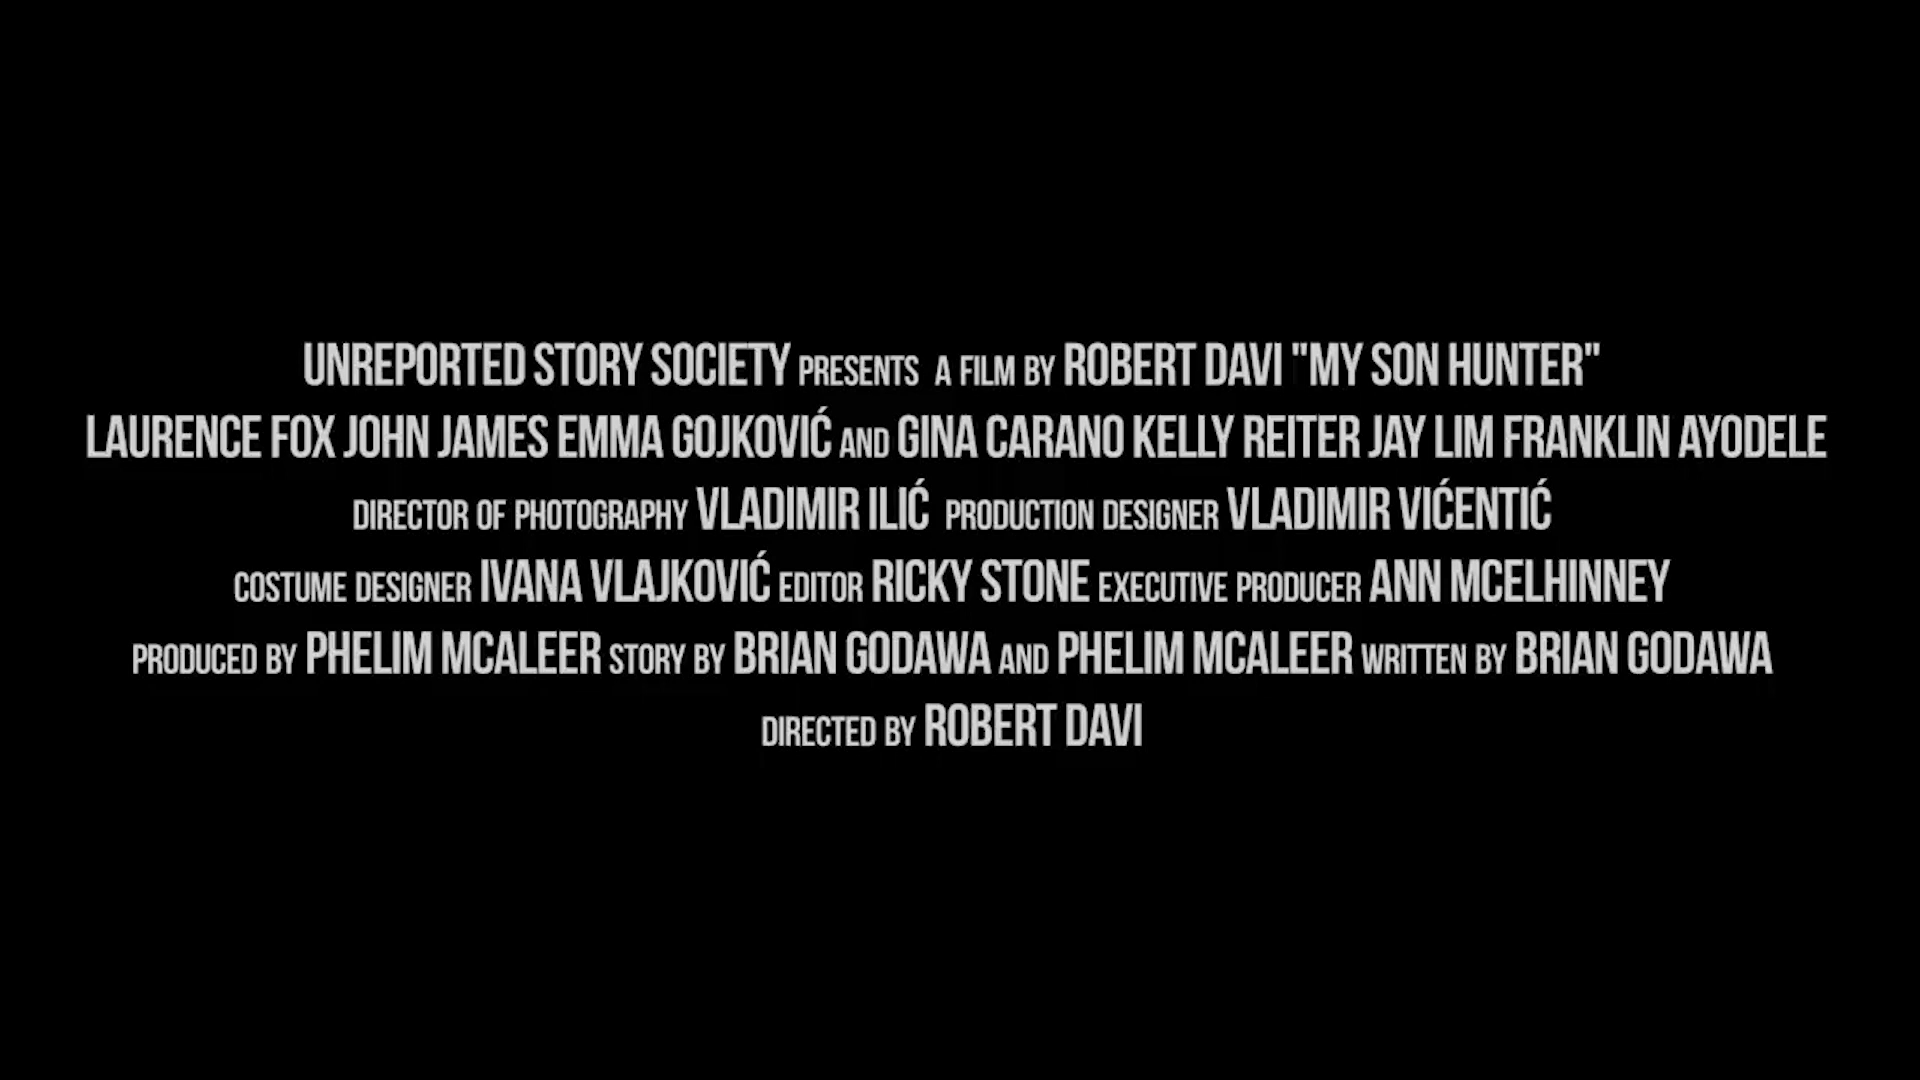 UNREPORTED STORY SOCIETY PRESENTS A FILM BY ROBERT DAVI "MY SON HUNTER"
LAURENCE FOX JOHN JAMES EMMA GOJKOVIĆ AND GINA CARANO KELLY REITER JAY LIM FRANKLIN AYODELE
DIRECTOR OF PHOTOGRAPHY VLADIMIR ILIĆ PRODUCTION DESIGNER VLADIMIR VIĆENTIĆ
COSTUME DESIGNER IVANA VLAJKOVIĆ EDITOR RICKY STONE EXECUTIVE PRODUCER ANN MCELHINNEY
PRODUCED BY PHELIM MCALEER STORY BY BRIAN GODAWA AND PHELIM MCALEER WRITTEN BY BRIAN GODAWA
DIRECTED BY ROBERT DAVI